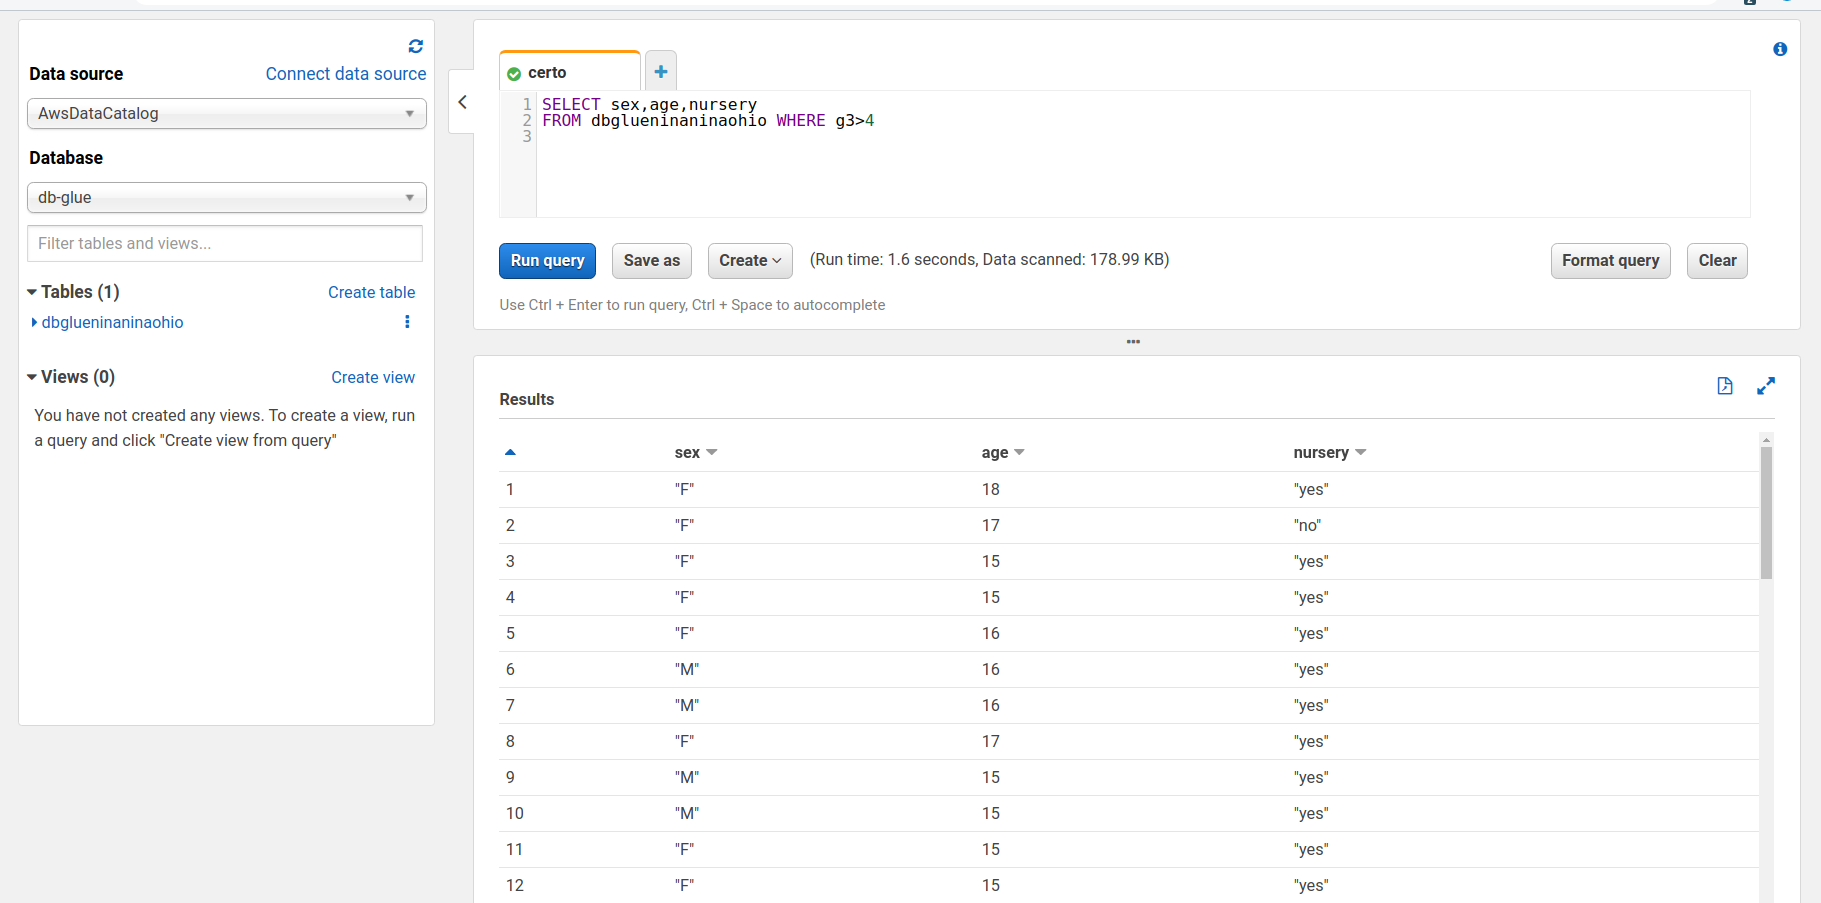 Data source Connect data source
AwsDataCatalog
Database
db-glue
Filter tables and views...
Tables (1) Create table
dbglueninaninaohio
Views (0) Create view
You have not created any views. To create a view, run
a query and click "Create view from query"
certo
1 SELECT sex,age,nursery
2 FROM dbglueninaninaohio WHERE g3>4
3
Run query Save as Create (Run time: 1.6 seconds, Data scanned: 178.99 KB) Format query Clear
Use Ctrl + Enter to run query, Ctrl + Space to autocomplete
Results
sex age nursery
1 "F" 18 "yes"
2 "F" 17 "no"
3 "F" 15 "yes"
4 "F" 15 "yes"
5 "F" 16 "yes"
6 "M" 16 "yes"
7 "M" 16 "yes"
8 "F" 17 "yes"
9 "M" 15 "yes"
10 "M" 15 "yes"
11 "F" 15 "yes"
12 "F" 15 "yes"